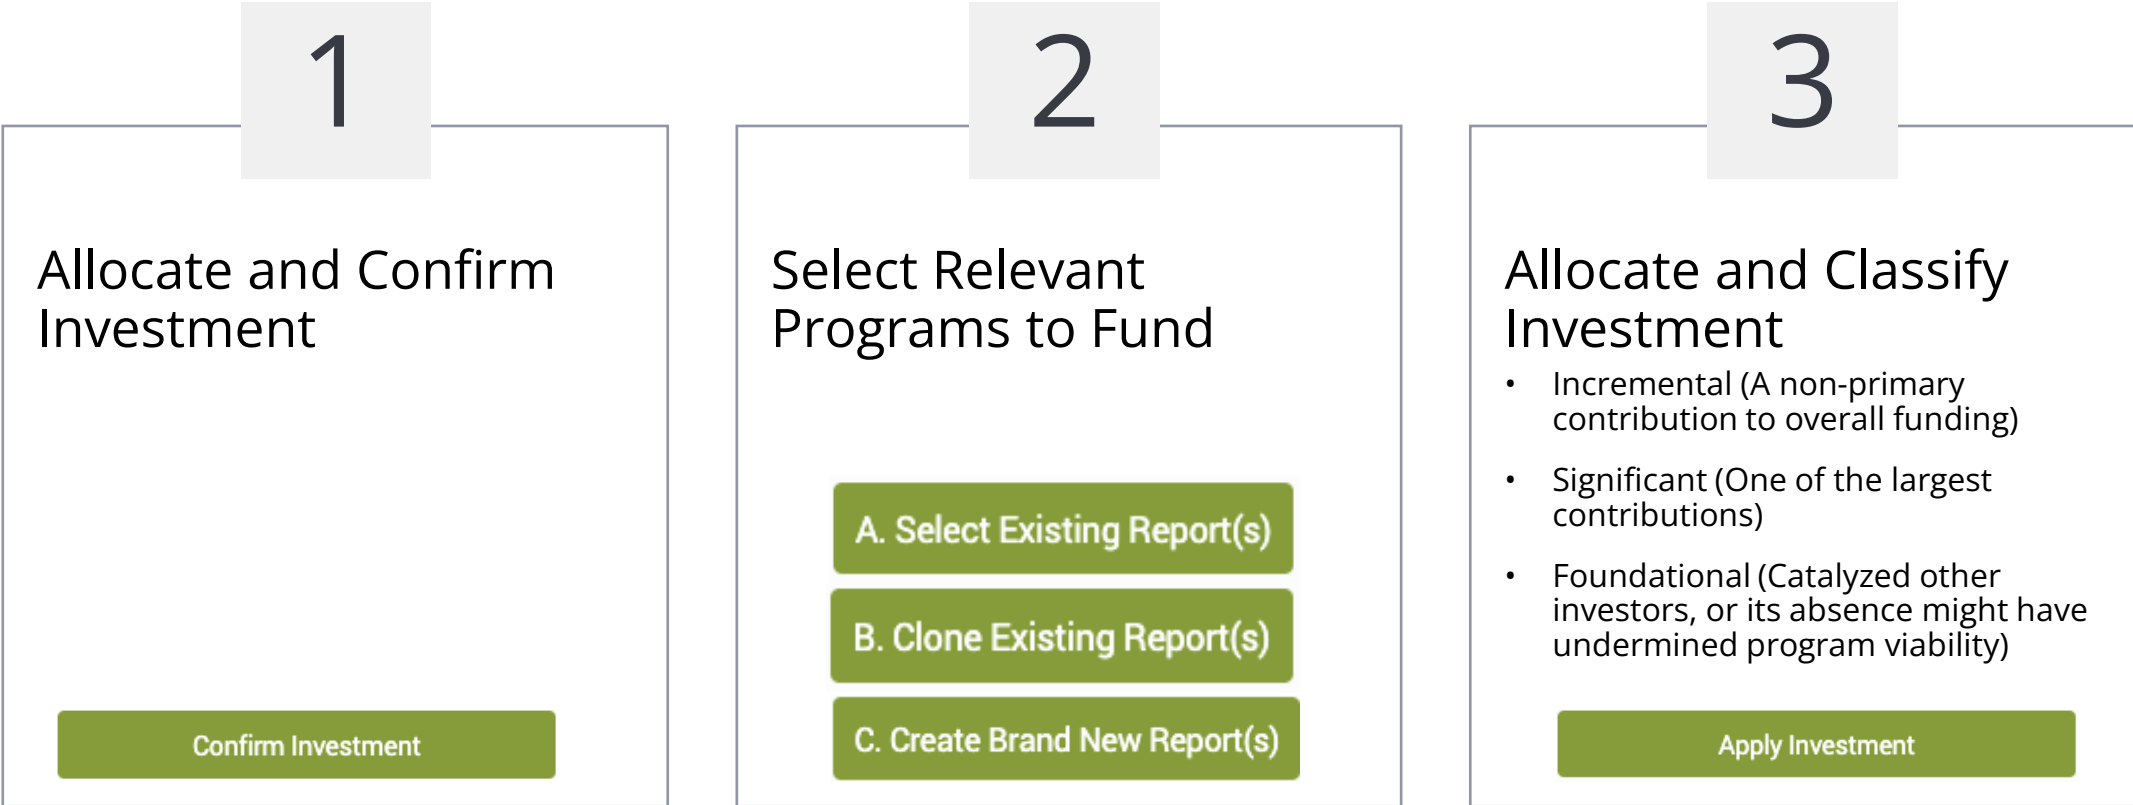 1
Allocate and Confirm
Investment
Confirm Investment
2
Select Relevant
Programs to Fund
A. Select Existing Report(s)
B. Clone Existing Report(s)
C. Create Brand New Report(s)
3
Allocate and Classify
Investment
• Incremental (A non-primary
contribution to overall funding)
• Significant (One of the largest
contributions)
• Foundational (Catalyzed other
investors, or its absence might have
undermined program viability)
Apply Investment